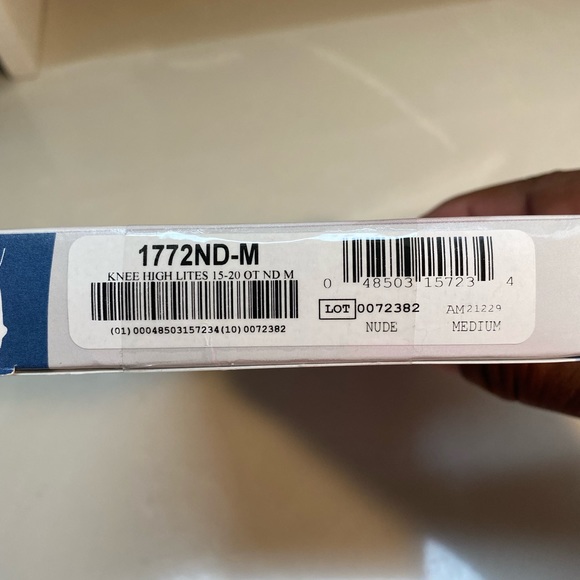 1772ND-M
KNEE HIGH LITES 15-20 OT ND M
(01)00048503157234(10)0072382
0 48503 15723 4
LOT 0072382 AM21229
NUDE MEDIUM